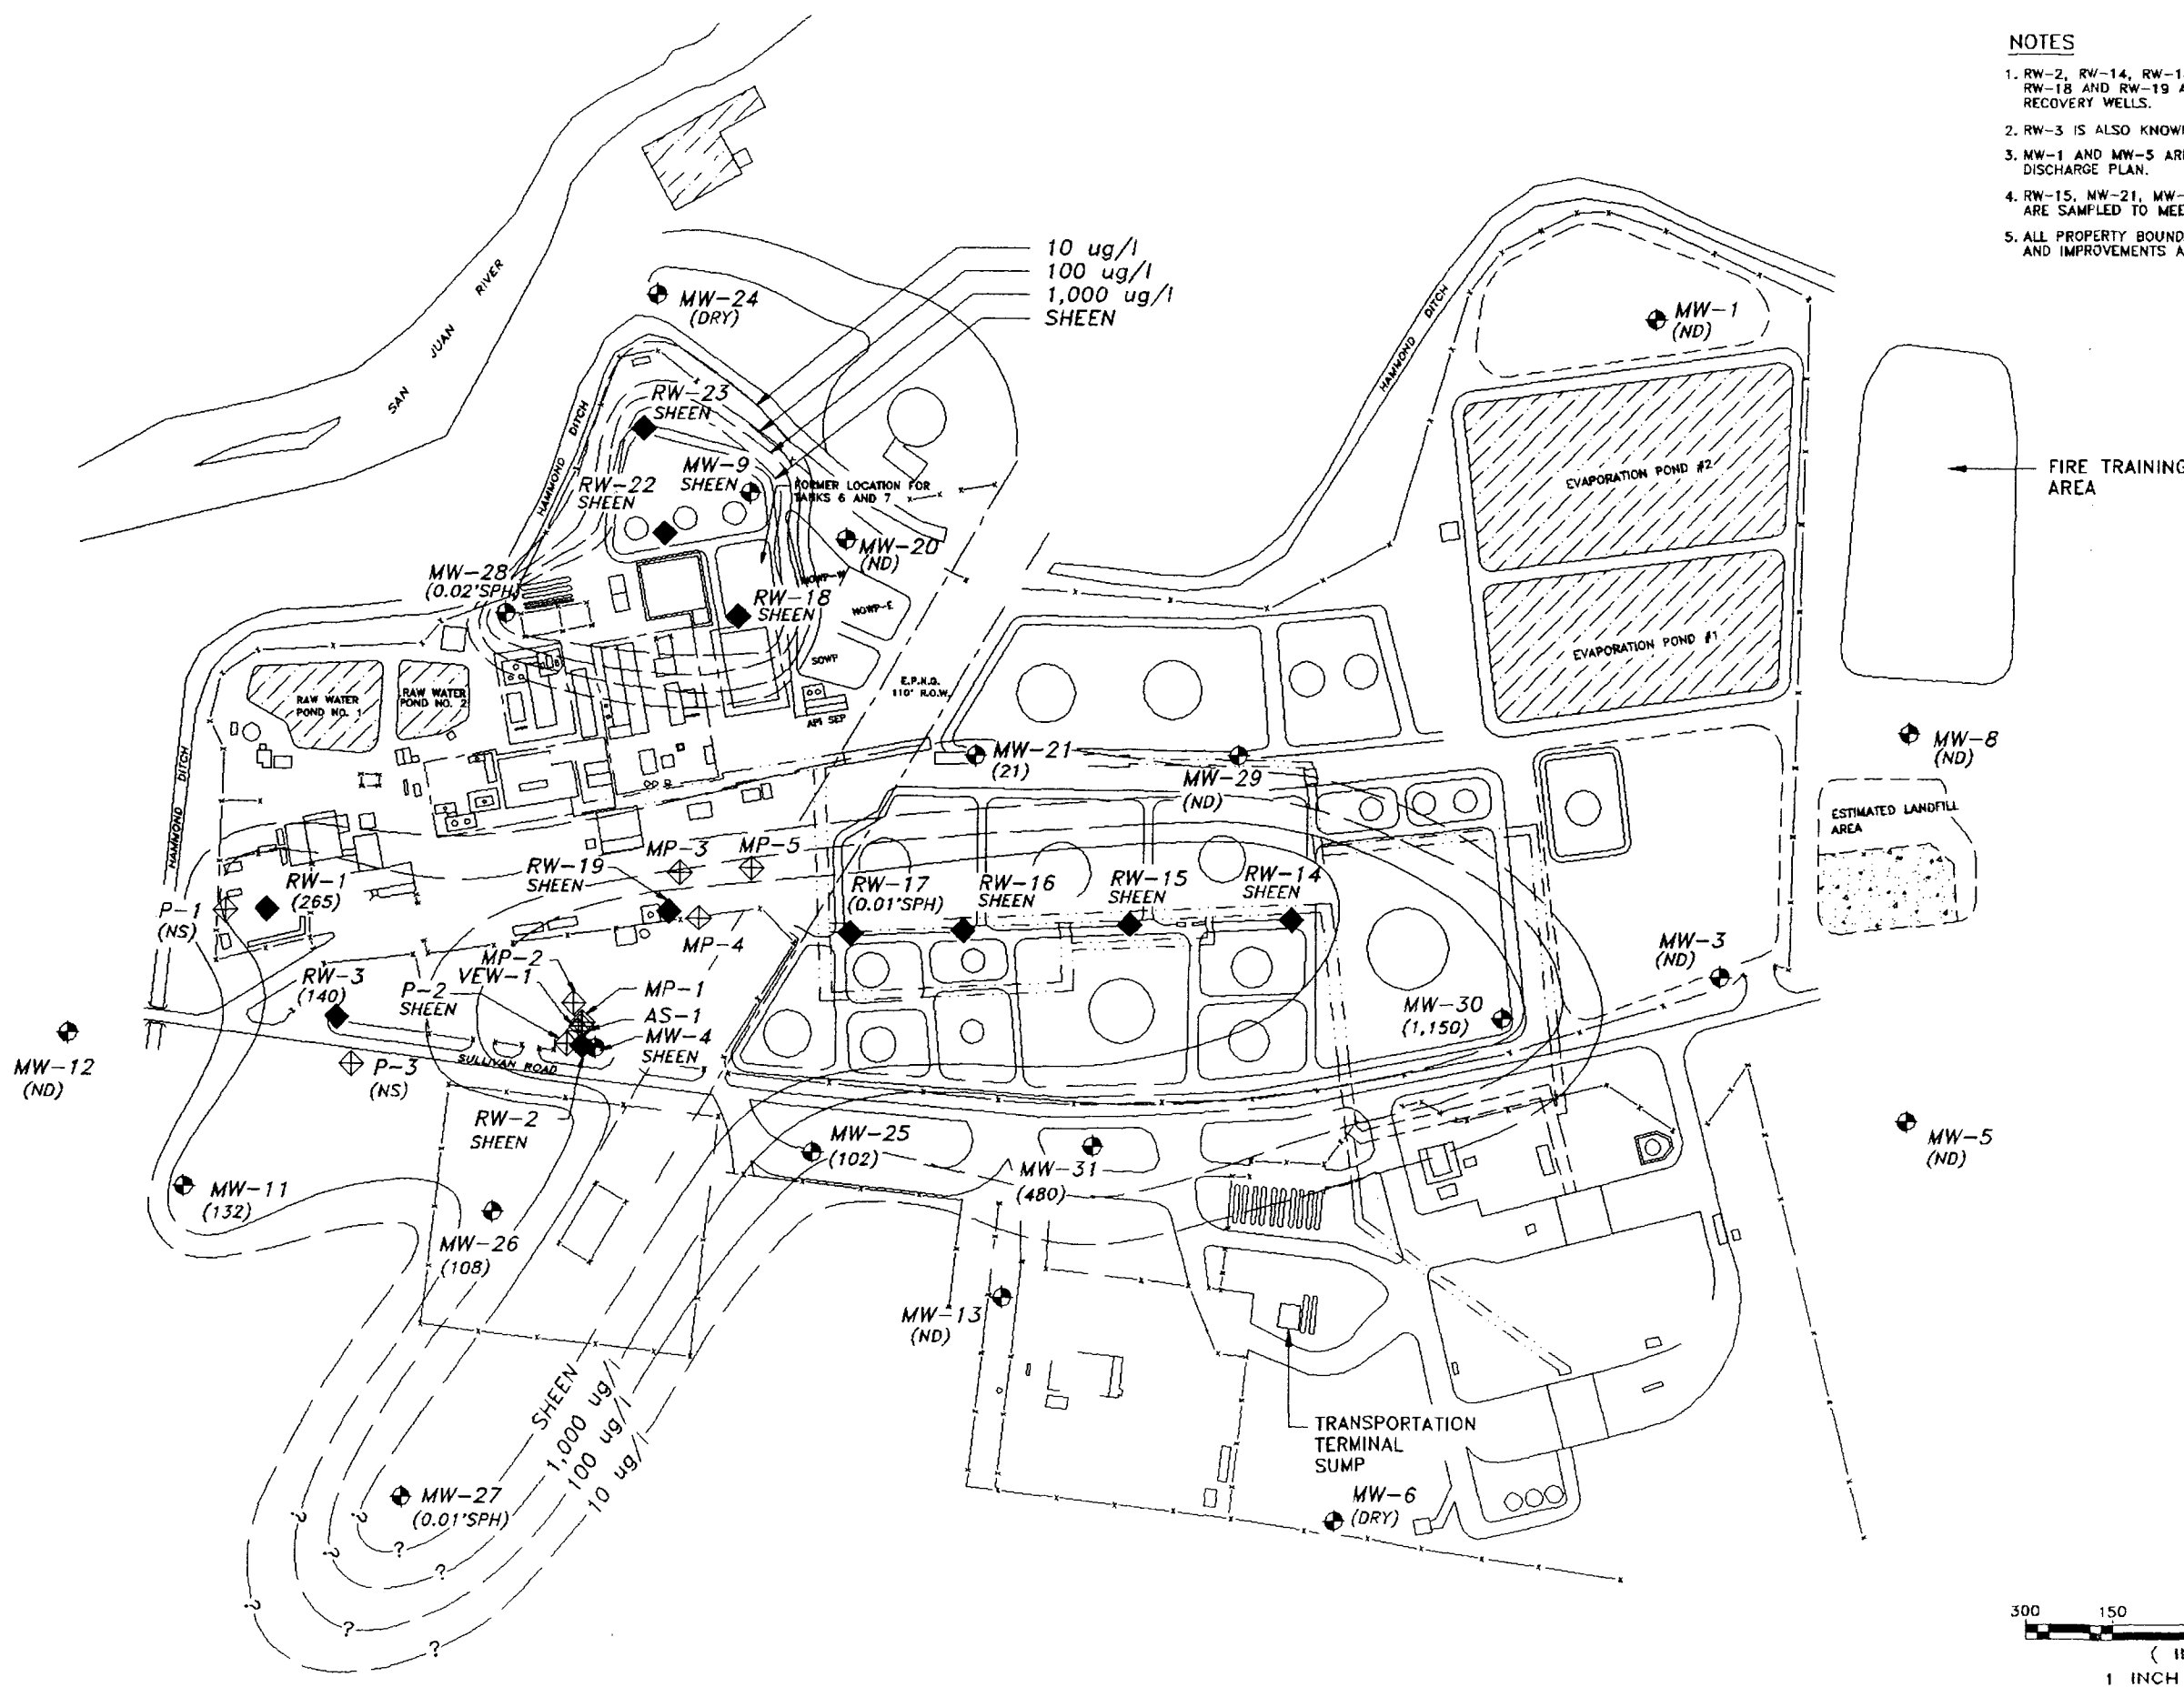 NOTES
1. RW-2, RW-14, RW-1
RW-18 AND RW-19 A
RECOVERY WELLS.
2. RW-3 IS ALSO KNOW
3. MW-1 AND MW-5 AR
DISCHARGE PLAN.
4. RW-15, MW-21, MW-
ARE SAMPLED TO MEE
5. ALL PROPERTY BOUND
AND IMPROVEMENTS A
10 ug/l
100 ug/l
1,000 ug/l
SHEEN
SAN JUAN RIVER
MW-24
(DRY)
HAMMOND DITCH
MW-1
(ND)
RW-23
SHEEN
HAMMOND DITCH
MW-9
SHEEN
RW-22
SHEEN
FORMER LOCATION FOR
TANKS 6 AND 7
EVAPORATION POND #2
FIRE TRAINING
AREA
MW-20
(ND)
MW-28
(0.02'SPH)
NOWP-W
RW-18
SHEEN
NOWP-E
SOWP
EVAPORATION POND #1
E.P.N.G.
110' R.O.W.
RAW WATER
POND NO. 1
RAW WATER
POND NO. 2
API SEP
HAMMOND DITCH
MW-21
(21)
MW-29
(ND)
MW-8
(ND)
ESTIMATED LANDFILL
AREA
MP-3
MP-5
RW-19
SHEEN
RW-1
(265)
P-1
(NS)
RW-17
(0.01'SPH)
RW-16
SHEEN
RW-15
SHEEN
RW-14
SHEEN
MP-4
MW-3
(ND)
MP-2
VEW-1
RW-3
(140)
P-2
SHEEN
MP-1
AS-1
MW-4
SHEEN
MW-30
(1,150)
MW-12
(ND)
P-3
(NS)
SULLIVAN ROAD
RW-2
SHEEN
MW-25
(102)
MW-31
(480)
MW-5
(ND)
MW-11
(132)
MW-26
(108)
MW-13
(ND)
SHEEN
1,000 ug/l
100 ug/l
10 ug/l
TRANSPORTATION
TERMINAL
SUMP
MW-27
(0.01'SPH)
MW-6
(DRY)
? ? ? ? ? ? ? ?
300 150
1 INCH